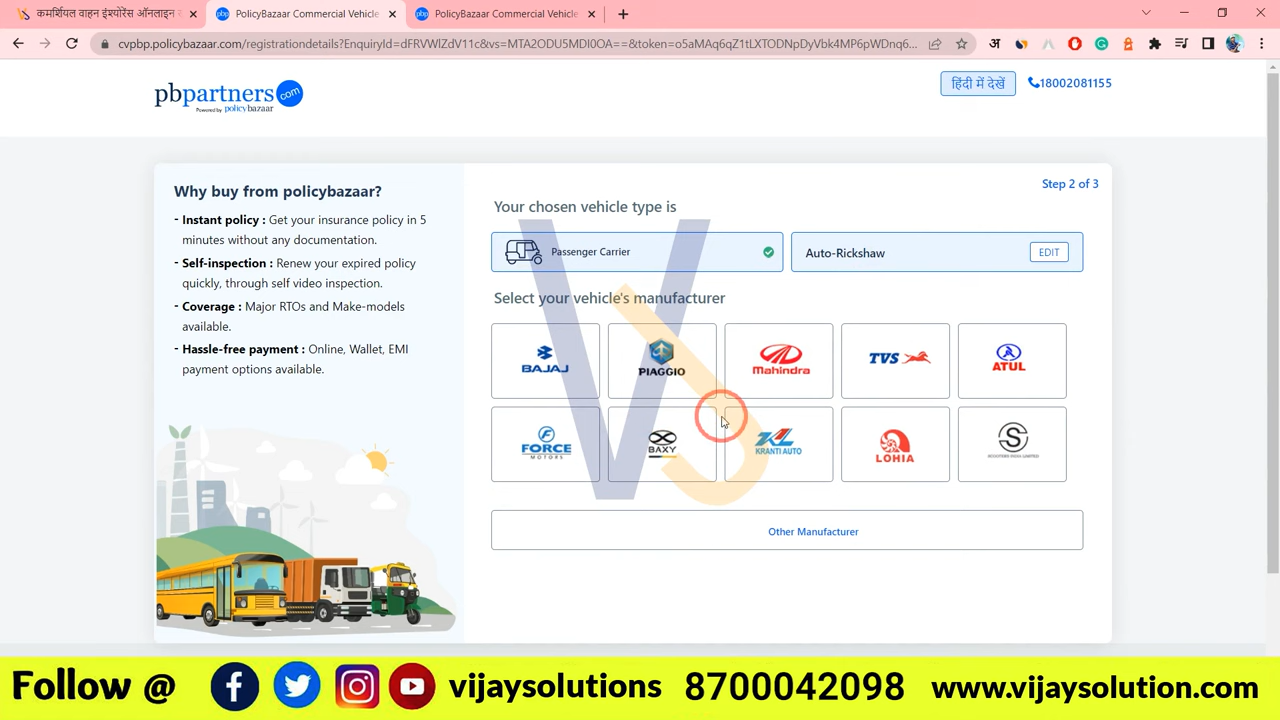 कमर्शियल वाहन इंश्योरेंस ऑनलाइन
PolicyBazaar Commercial Vehicle
PolicyBazaar Commercial Vehicle
cvpbp.policybazaar.com/registrationdetails?EnquiryId=dFRVWlZdV11c&vs=MTA2ODU5MDI0OA==&token=o5aMAq6qZ1tLXTODNpDyVbk4MP6pWDnq6...
अ
pbpartners.com
Powered by policybazaar
हिंदी में देखें
18002081155
Why buy from policybazaar?
- Instant policy : Get your insurance policy in 5
minutes without any documentation.
- Self-inspection : Renew your expired policy
quickly, through self video inspection.
- Coverage : Major RTOs and Make-models
available.
- Hassle-free payment : Online, Wallet, EMI
payment options available.
Step 2 of 3
Your chosen vehicle type is
Passenger Carrier
Auto-Rickshaw
EDIT
Select your vehicle's manufacturer
BAJAJ
PIAGGIO
Mahindra
TVS
ATUL
FORCE
MOTORS
BAXY
KRANTI AUTO
LOHIA
Other Manufacturer
Follow @ vijaysolutions 8700042098 www.vijaysolution.com